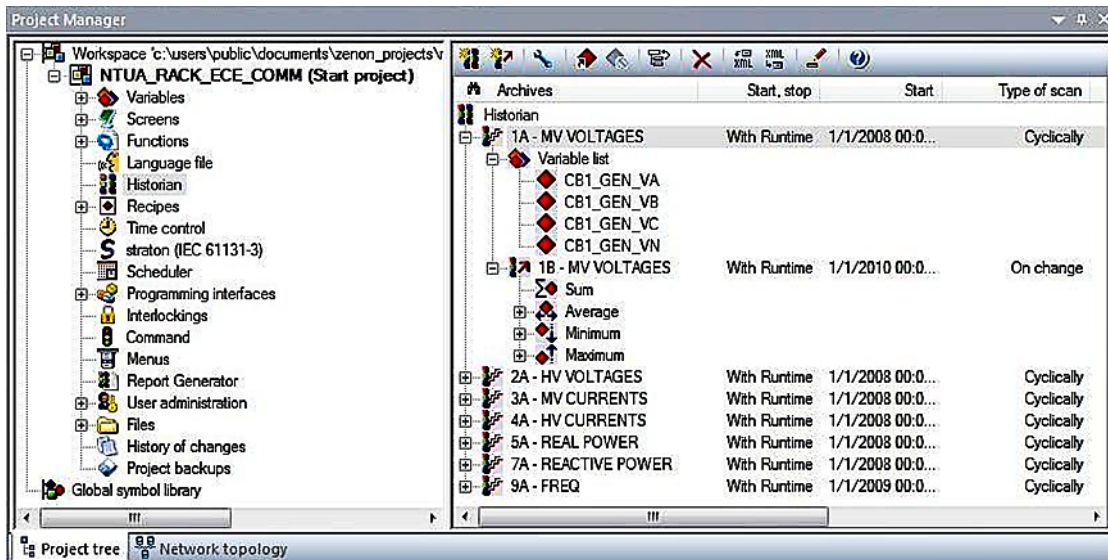 Project Manager
Workspace 'c:\users\public\documents\zenon_projects\r
NTUA_RACK_ECE_COMM (Start project)
Variables
Screens
Functions
Language file
Historian
Recipes
Time control
straton (IEC 61131-3)
Scheduler
Programming interfaces
Interlockings
Command
Menus
Report Generator
User administration
Files
History of changes
Project backups
Global symbol library
Project tree Network topology
XML XML
Archives Start, stop Start Type of scan
Historian
1A - MV VOLTAGES With Runtime 1/1/2008 00:0... Cyclically
Variable list
CB1_GEN_VA
CB1_GEN_VB
CB1_GEN_VC
CB1_GEN_VN
1B - MV VOLTAGES With Runtime 1/1/2010 00:0... On change
Sum
Average
Minimum
Maximum
2A - HV VOLTAGES With Runtime 1/1/2008 00:0... Cyclically
3A - MV CURRENTS With Runtime 1/1/2008 00:0... Cyclically
4A - HV CURRENTS With Runtime 1/1/2008 00:0... Cyclically
5A - REAL POWER With Runtime 1/1/2008 00:0... Cyclically
7A - REACTIVE POWER With Runtime 1/1/2008 00:0... Cyclically
9A - FREQ With Runtime 1/1/2009 00:0... Cyclically